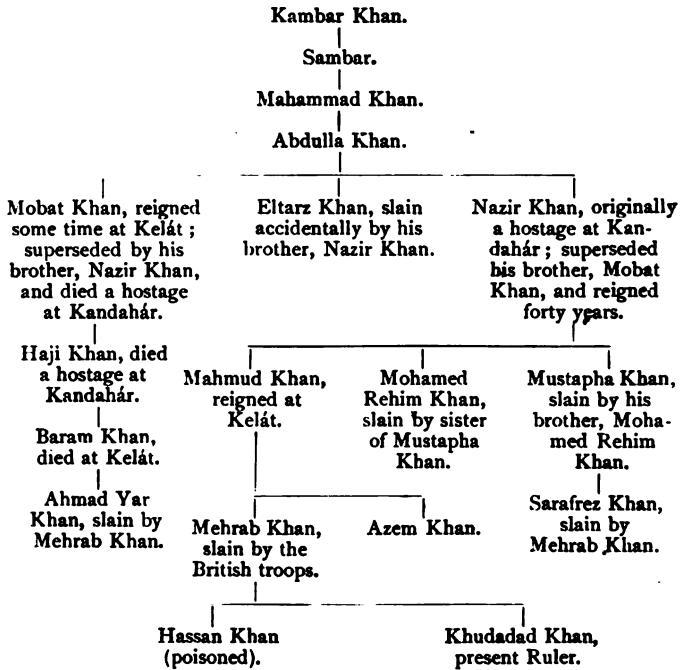 Kambar Khan.
Sambar.
Mahammad Khan.
Abdulla Khan.
Mobat Khan, reigned
some time at Kelát ;
superseded by his
brother, Nazir Khan,
and died a hostage
at Kandahár.
Eltarz Khan, slain
accidentally by his
brother, Nazir Khan.
Nazir Khan, originally
a hostage at Kan-
dahár ; superseded
his brother, Mobat
Khan, and reigned
forty years.
Haji Khan, died
a hostage at
Kandahár.
Baram Khan,
died at Kelát.
Ahmad Yar
Khan, slain by
Mehrab Khan.
Mahmud Khan,
reigned at
Kelát.
Mohamed
Rehim Khan,
slain by sister
of Mustapha
Khan.
Mustapha Khan,
slain by his
brother, Moha-
med Rehim
Khan.
Mehrab Khan,
slain by the
British troops.
Azem Khan.
Sarafrez Khan,
slain by
Mehrab Khan.
Hassan Khan
(poisoned).
Khudadad Khan,
present Ruler.